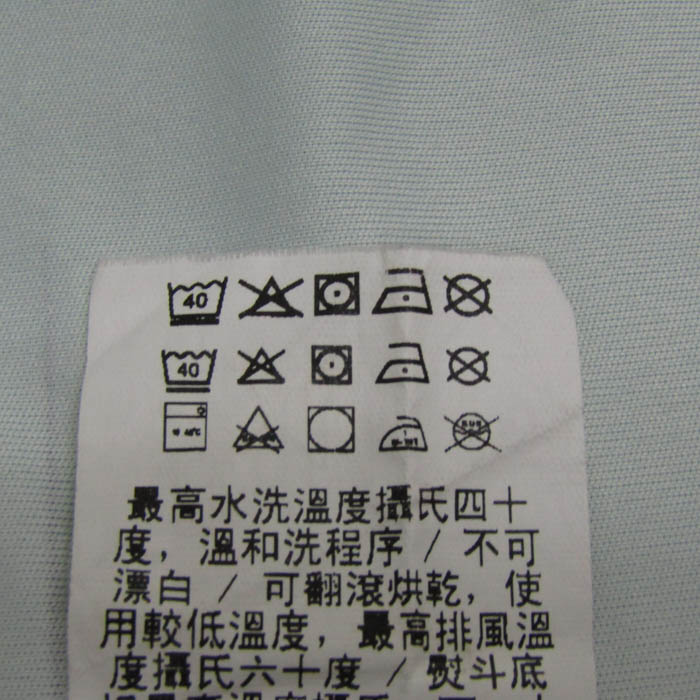 40
40
最高水洗溫度攝氏四十
度，溫和洗程序 / 不可
漂白 / 可翻滾烘乾，使
用較低溫度，最高排風溫
度攝氏六十度 / 熨斗底